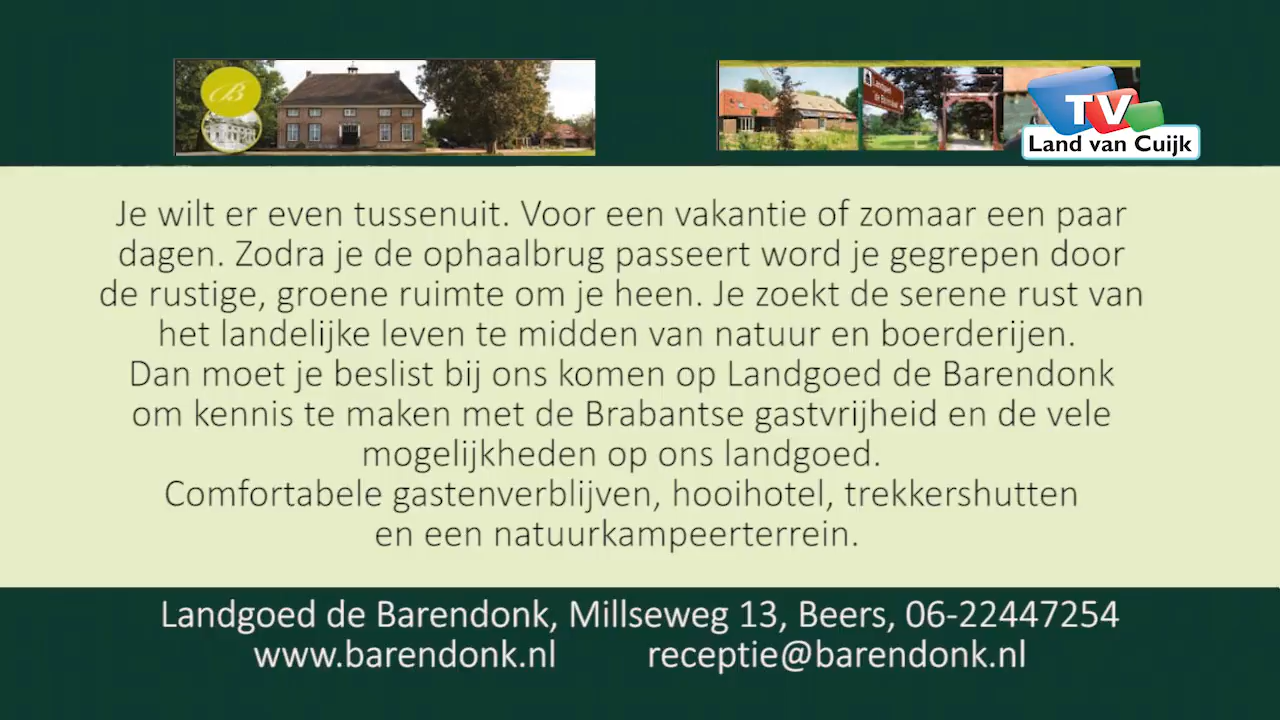 B
TV
Land van Cuijk
Je wilt er even tussenuit. Voor een vakantie of zomaar een paar
dagen. Zodra je de ophaalbrug passeert word je gegrepen door
de rustige, groene ruimte om je heen. Je zoekt de serene rust van
het landelijke leven te midden van natuur en boerderijen.
Dan moet je beslist bij ons komen op Landgoed de Barendonk
om kennis te maken met de Brabantse gastvrijheid en de vele
mogelijkheden op ons landgoed.
Comfortabele gastenverblijven, hooihotel, trekkershutten
en een natuurkampeerterrein.
Landgoed de Barendonk, Millseweg 13, Beers, 06-22447254
www.barendonk.nl receptie@barendonk.nl